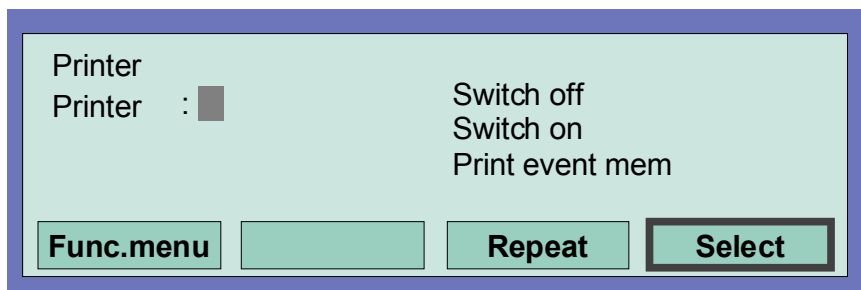 Printer
Printer :
Switch off
Switch on
Print event mem
Func.menu
Repeat
Select